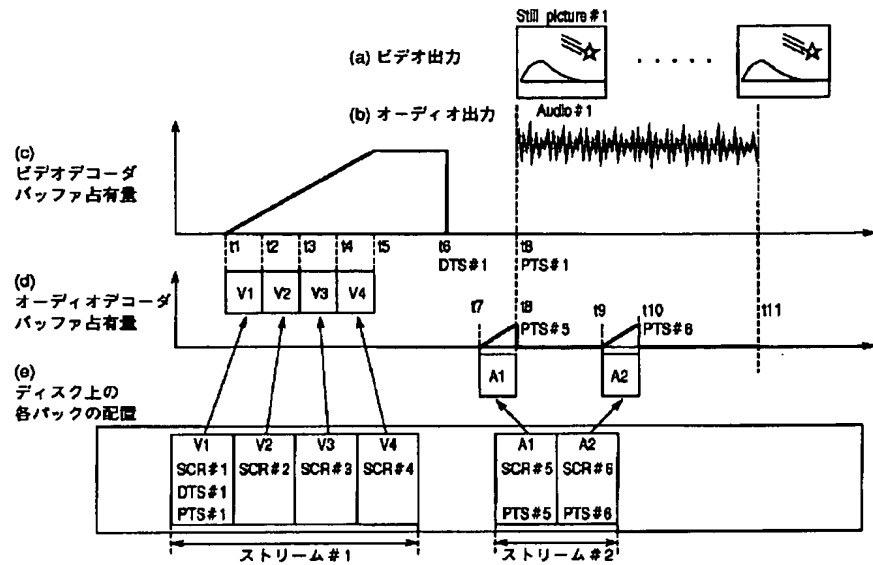 Still picture#1
(a) ビデオ出力
・・・・・
(b) オーディオ出力
Audio#1
(c)
ビデオデコーダ
バッファ占有量
t1 t2 t3 t4 t5 t6 t8
DTS#1 PTS#1
(d)
オーディオデコーダ
バッファ占有量
V1 V2 V3 V4
t7 t8 t9 t10 t11
PTS#5 PTS#6
A1 A2
(e)
ディスク上の
各パックの配置
V1 V2 V3 V4 A1 A2
SCR#1 SCR#2 SCR#3 SCR#4 SCR#5 SCR#6
DTS#1
PTS#1 PTS#5 PTS#6
ストリーム#1 ストリーム#2